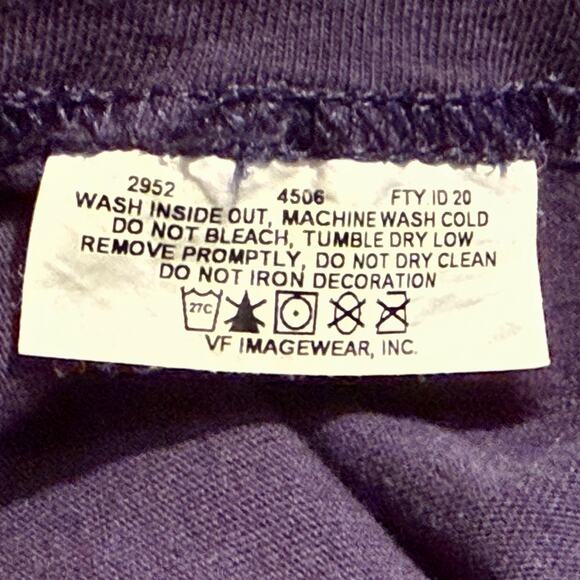 2952 4506 FTY.ID 20
WASH INSIDE OUT, MACHINE WASH COLD
DO NOT BLEACH, TUMBLE DRY LOW
REMOVE PROMPTLY, DO NOT DRY CLEAN
DO NOT IRON DECORATION
27C
VF IMAGEWEAR, INC.